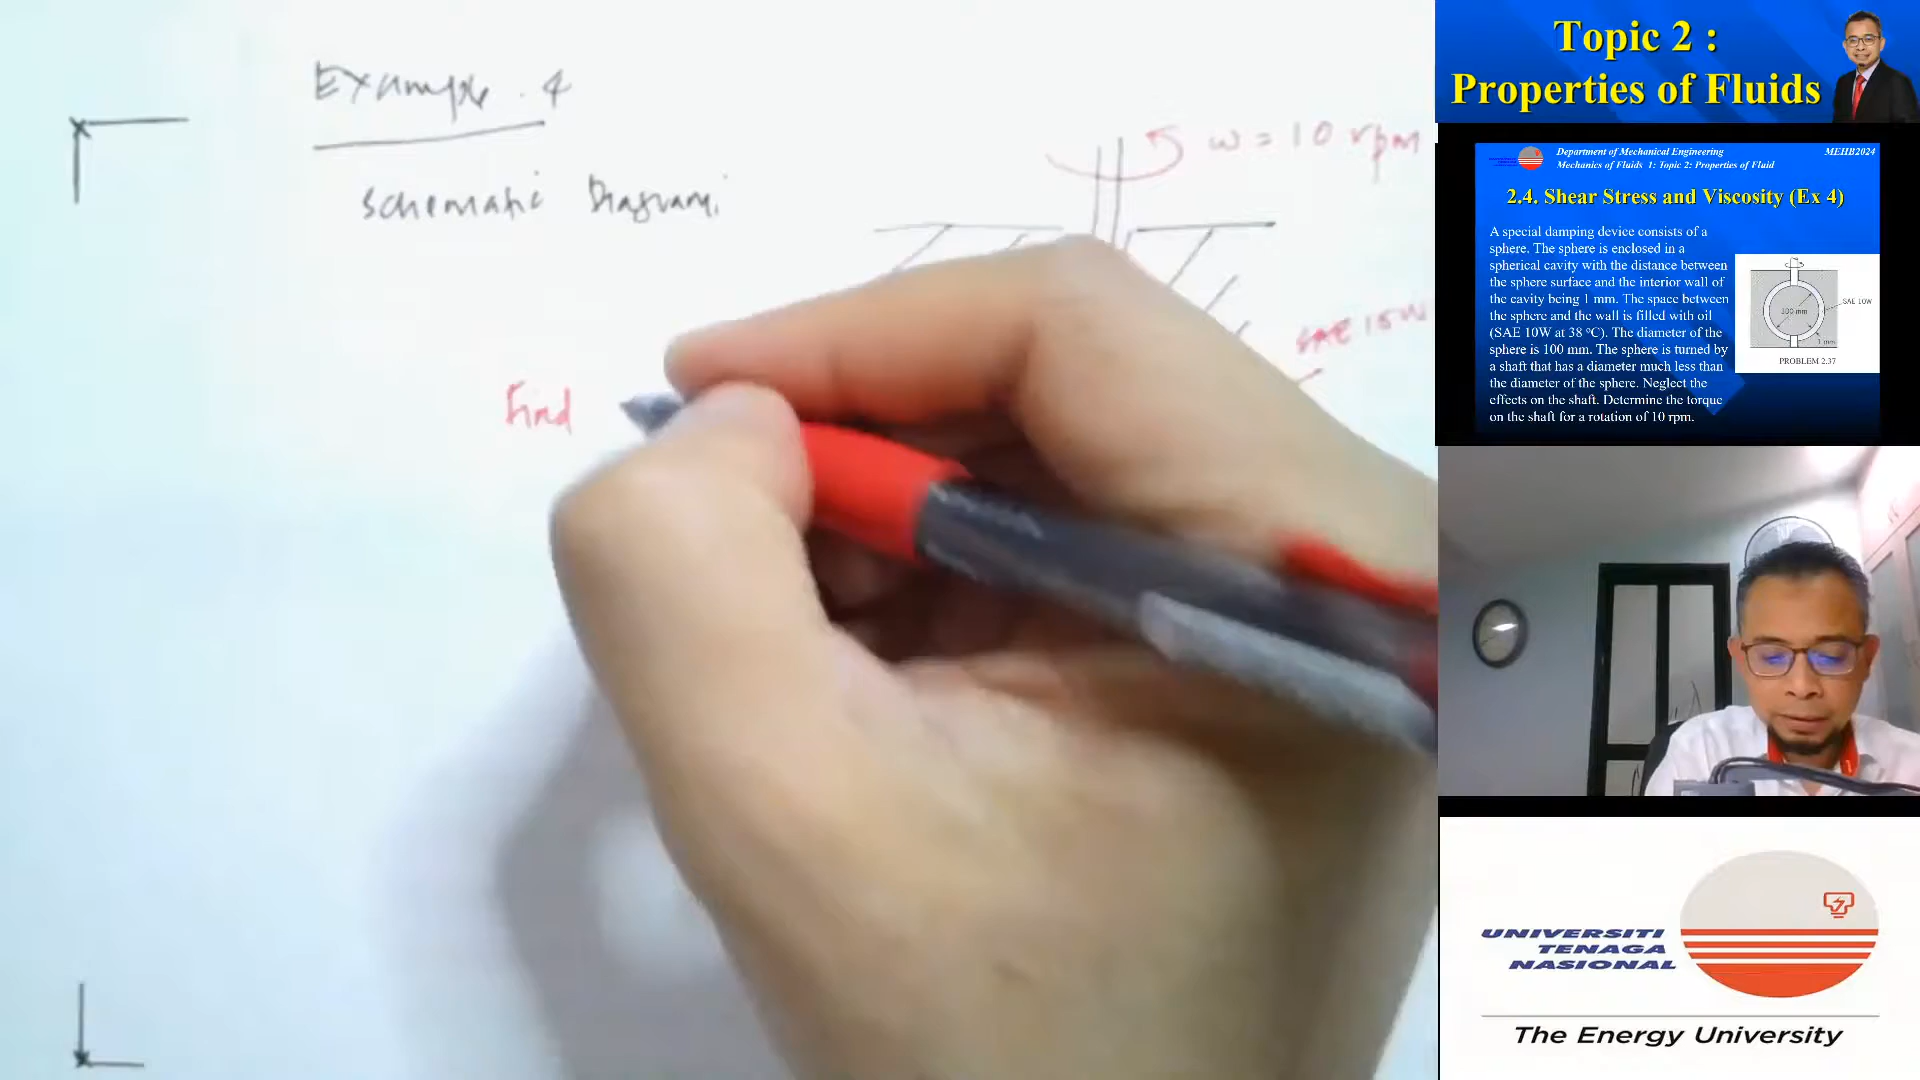 Example. 4
Schematic Diagram.
ω = 10 rpm
Find
Topic 2 :
Properties of Fluids
Department of Mechanical Engineering
MEHB2024
Mechanics of Fluids 1: Topic 2: Properties of Fluid
2.4. Shear Stress and Viscosity (Ex 4)
A special damping device consists of a
sphere. The sphere is enclosed in a
spherical cavity with the distance between
the sphere surface and the interior wall of
the cavity being 1 mm. The space between
the sphere and the wall is filled with oil
(SAE 10W at 38 °C). The diameter of the
sphere is 100 mm. The sphere is turned by
a shaft that has a diameter much less than
the diameter of the sphere. Neglect the
effects on the shaft. Determine the torque
on the shaft for a rotation of 10 rpm.
SAE 10W
100 mm
1 mm
PROBLEM 2.37
UNIVERSITI
TENAGA
NASIONAL
The Energy University